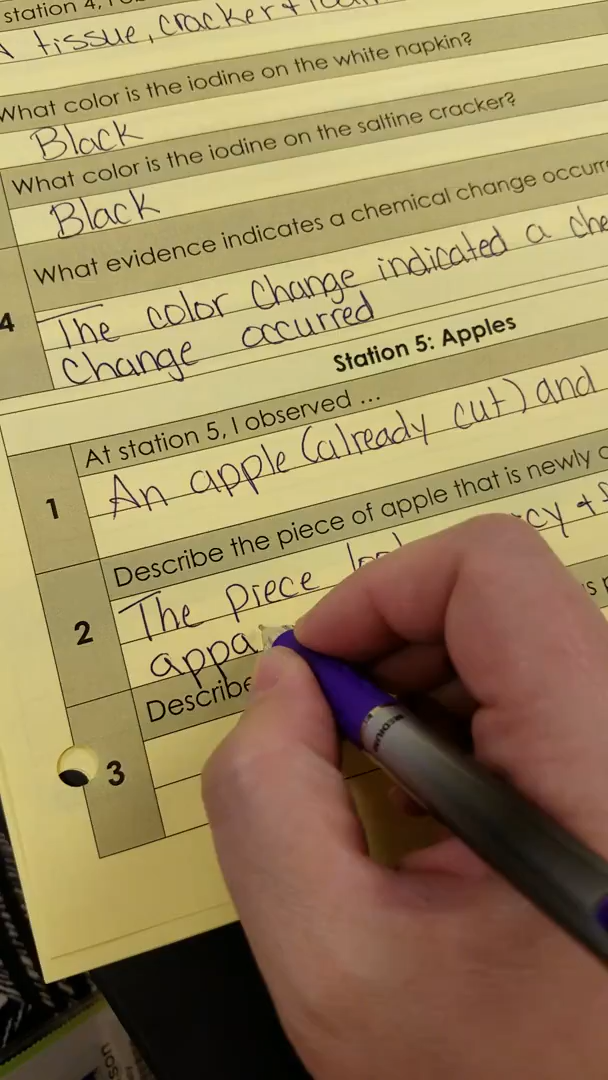 station 4, I
A tissue, cracker +
What color is the iodine on the white napkin?
Black
What color is the iodine on the saltine cracker?
Black
4
What evidence indicates a chemical change
The color change indicated a
change occurred
Station 5: Apples
1
At station 5, I observed ...
An apple (already cut) and
2
Describe the piece of apple that is newly
The piece
Describe
3
MEDIUM